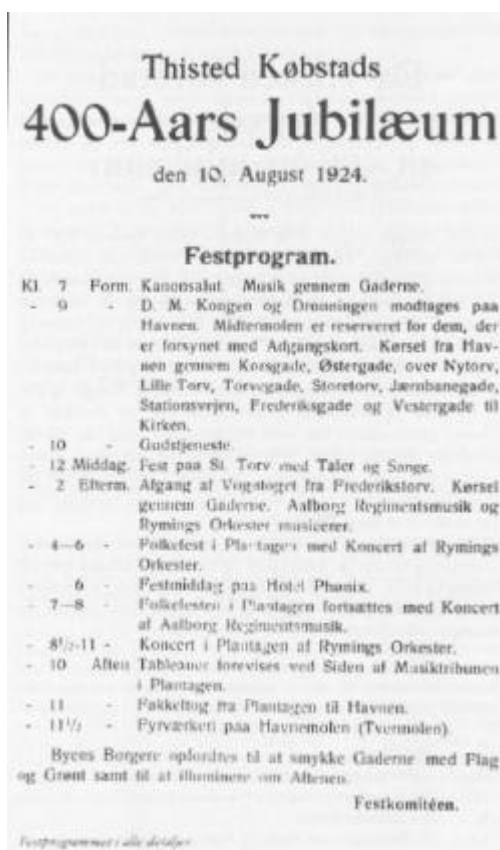 Thisted Købstads
400-Aars Jubilæum
den 10. August 1924.
Festprogram.
Kl. 7 Form. Kanonsalut. Musik gennem Gaderne.
- 9 - D. M. Kongen og Dronningen modtages paa
Havnen. Midtermolen er reserveret for dem, der
er forsynet med Adgangskort. Kørsel fra Hav-
nen gennem Korsgade, Østergade, over Nytorv,
Lille Torv, Torvegade, Storetorv, Jærnbanegade,
Stationsvejen, Frederiksgade og Vestergade til
Kirken.
- 10 - Gudstjeneste.
- 12 Middag. Fest paa St. Torv med Taler og Sange.
- 2 Efterm. Afgang af Vogntoget fra Frederikstorv. Kørsel
gennem Gaderne. Aalborg Regimentsmusik og
Rymings Orkester musicerer.
- 4—6 - Folkefest i Plantagen med Koncert af Rymings
Orkester.
- 6 - Festmiddag paa Hotel Phønix.
- 7—8 - Folkefesten i Plantagen fortsættes med Koncert
af Aalborg Regimentsmusik.
- 8½-11 - Koncert i Plantagen af Rymings Orkester.
- 10 Aften Tableauer forevises ved Siden af Musiktribunen
i Plantagen.
- 11 - Fakkeltog fra Plantagen til Havnen.
- 11½ - Fyrværkeri paa Havnemolen (Tvermolen).
Byens Borgere opfordres til at smykke Gaderne med Flag
og Grønt samt til at illuminere om Aftenen.
Festkomitéen.
Festprogrammet i alle detaljer